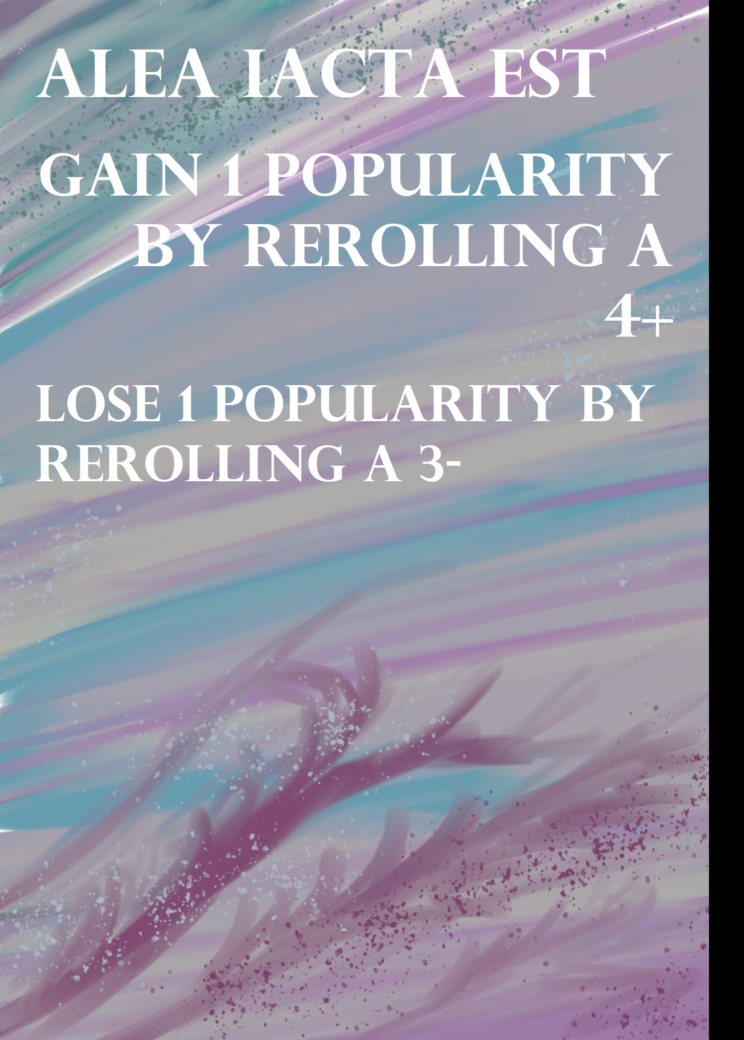 ALEA IACTA EST
GAIN 1 POPULARITY
BY REROLLING A
4+
LOSE 1 POPULARITY BY
REROLLING A 3-